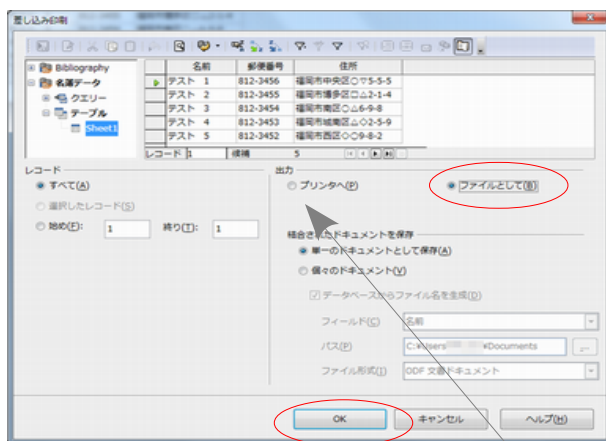 差し込み印刷
Bibliography
名簿データ
クエリー
テーブル
Sheet1
名前 郵便番号 住所
テスト 1 812-3456 福岡市中央区○▽5-5-5
テスト 2 812-3455 福岡市博多区□△2-1-4
テスト 3 812-3454 福岡市南区○△6-9-8
テスト 4 812-3453 福岡市城南区△○2-5-9
テスト 5 812-3452 福岡市西区◇○9-8-2
レコード 1 候補 5
レコード
すべて(A)
選択したレコード(S)
始め(F): 1 終り(T): 1
出力
プリンタへ(P) ファイルとして(B)
結合されたドキュメントを保存
単一のドキュメントとして保存(A)
個々のドキュメント(V)
データベースからファイル名を生成(D)
フィールド(C) 名前
パス(P) C:¥Users ¥Documents ...
ファイル形式(I) ODF 文書ドキュメント
OK キャンセル ヘルプ(H)